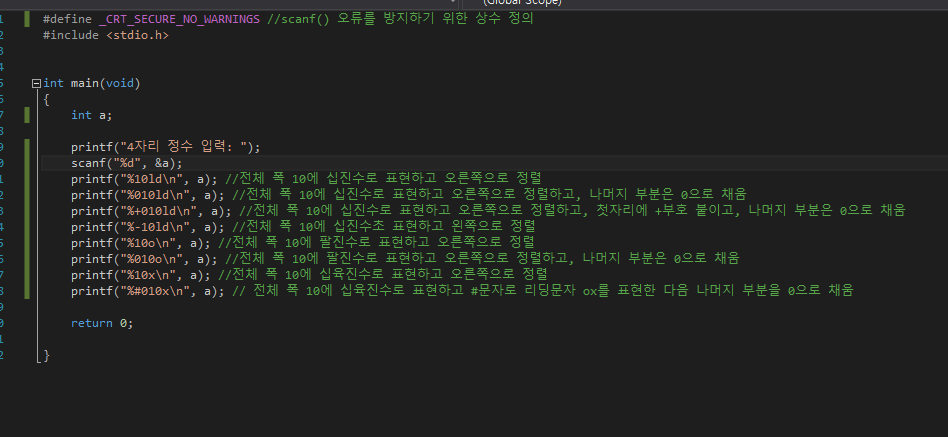 (Global Scope)
#define _CRT_SECURE_NO_WARNINGS //scanf() 오류를 방지하기 위한 상수 정의
#include <stdio.h>
int main(void)
{
int a;
printf("4자리 정수 입력: ");
scanf("%d", &a);
printf("%10ld\n", a); //전체 폭 10에 십진수로 표현하고 오른쪽으로 정렬
printf("%010ld\n", a); //전체 폭 10에 십진수로 표현하고 오른쪽으로 정렬하고, 나머지 부분은 0으로 채움
printf("%+010ld\n", a); //전체 폭 10에 십진수로 표현하고 오른쪽으로 정렬하고, 첫자리에 +부호 붙이고, 나머지 부분은 0으로 채움
printf("%-10ld\n", a); //전체 폭 10에 십진수초 표현하고 왼쪽으로 정렬
printf("%10o\n", a); //전체 폭 10에 팔진수로 표현하고 오른쪽으로 정렬
printf("%010o\n", a); //전체 폭 10에 팔진수로 표현하고 오른쪽으로 정렬하고, 나머지 부분은 0으로 채움
printf("%10x\n", a); //전체 폭 10에 십육진수로 표현하고 오른쪽으로 정렬
printf("%#010x\n", a); // 전체 폭 10에 십육진수로 표현하고 #문자로 리딩문자 ox를 표현한 다음 나머지 부분을 0으로 채움
return 0;
}